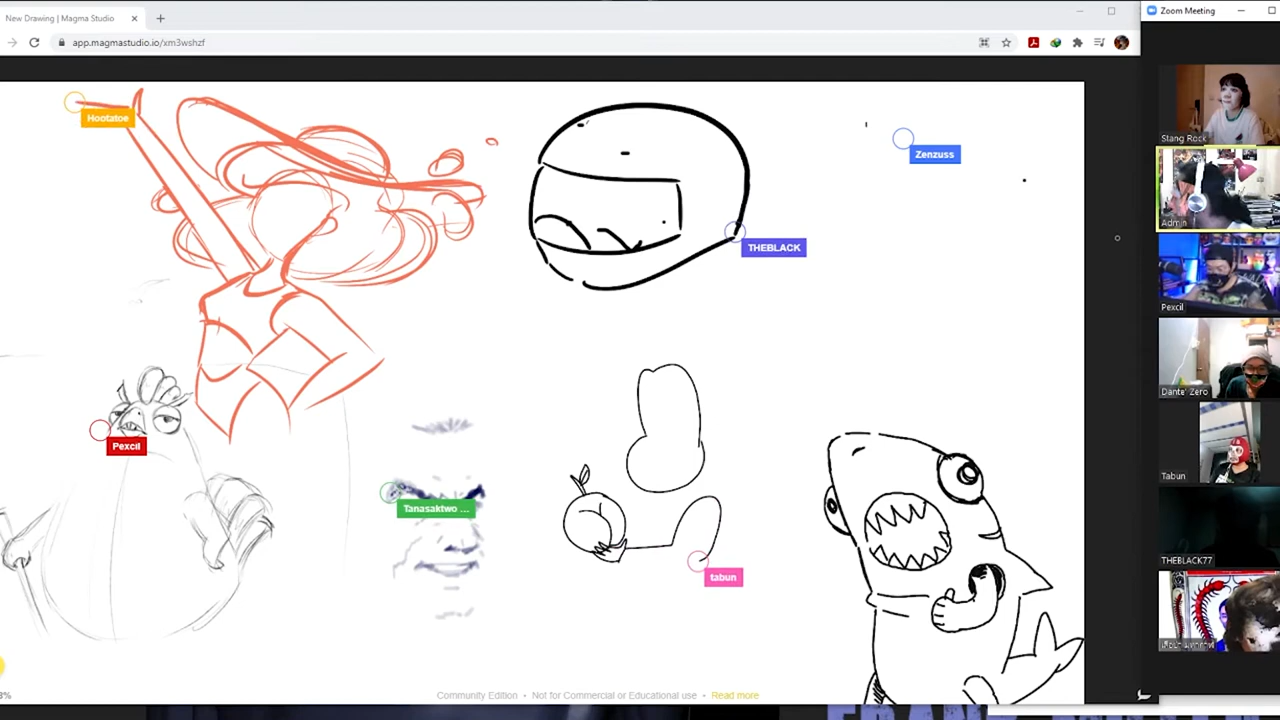 New Drawing | Magma Studio
Zoom Meeting
app.magmastudio.io/xm3wshzf
Hootatoe
Zenzuss
THEBLACK
Pexcil
Tanasaktwo ...
tabun
Stang Rock
Admin
Pexcil
Dante' Zero
Tabun
THEBLACK77
Community Edition • Not for Commercial or Educational use • Read more